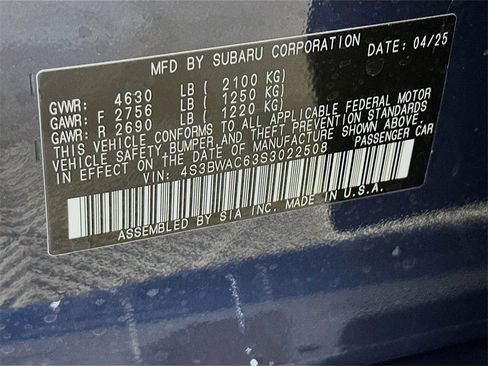 MFD BY SUBARU CORPORATION DATE: 04/25
GVWR: 4630 LB ( 2100 KG)
GAWR: F 2756 LB ( 1250 KG)
GAWR: R 2690 LB ( 1220 KG)
THIS VEHICLE CONFORMS TO ALL APPLICABLE FEDERAL MOTOR
VEHICLE SAFETY,BUMPER,AND THEFT PREVENTION STANDARDS
IN EFFECT ON THE DATE OF MANUFACTURE SHOWN ABOVE.
VIN: 4S3BWAC63S3022508 PASSENGER CAR
ASSEMBLED BY SIA INC. MADE IN U.S.A.